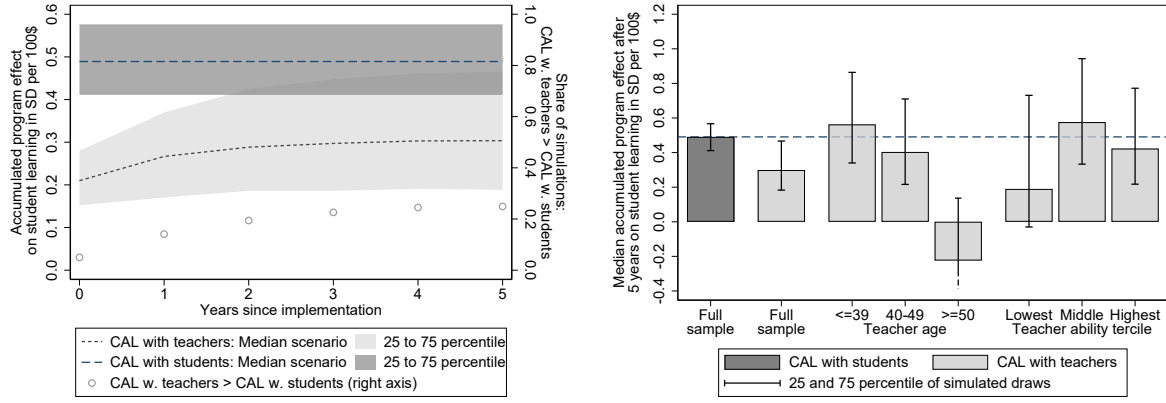 Accumulated program effect
on student learning in SD per 100$
0.6
0.5
0.4
0.3
0.2
0.1
0.0
1.0
0.8
0.6
0.4
0.2
0.0
Share of simulations:
CAL w. teachers > CAL w. students
0 1 2 3 4 5
Years since implementation
CAL with teachers: Median scenario 25 to 75 percentile
CAL with students: Median scenario 25 to 75 percentile
CAL w. teachers > CAL w. students (right axis)
Median accumulated program effect after
5 years on student learning in SD per 100$
1.2
1.0
0.8
0.6
0.4
0.2
0.0
-0.2
-0.4
Full Full <=39 40-49 >=50 Lowest Middle Highest
sample sample Teacher age Teacher ability tercile
CAL with students CAL with teachers
25 and 75 percentile of simulated draws